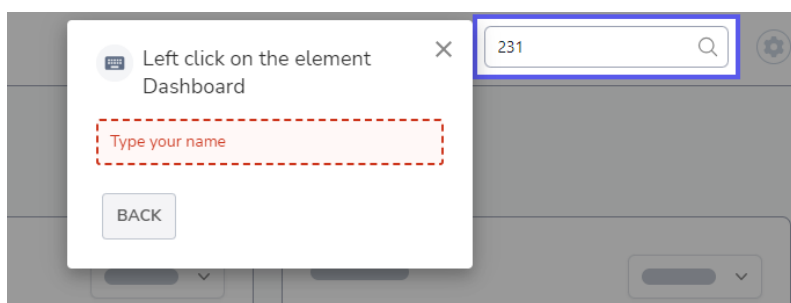 Left click on the element
Dashboard
231
Type your name
BACK